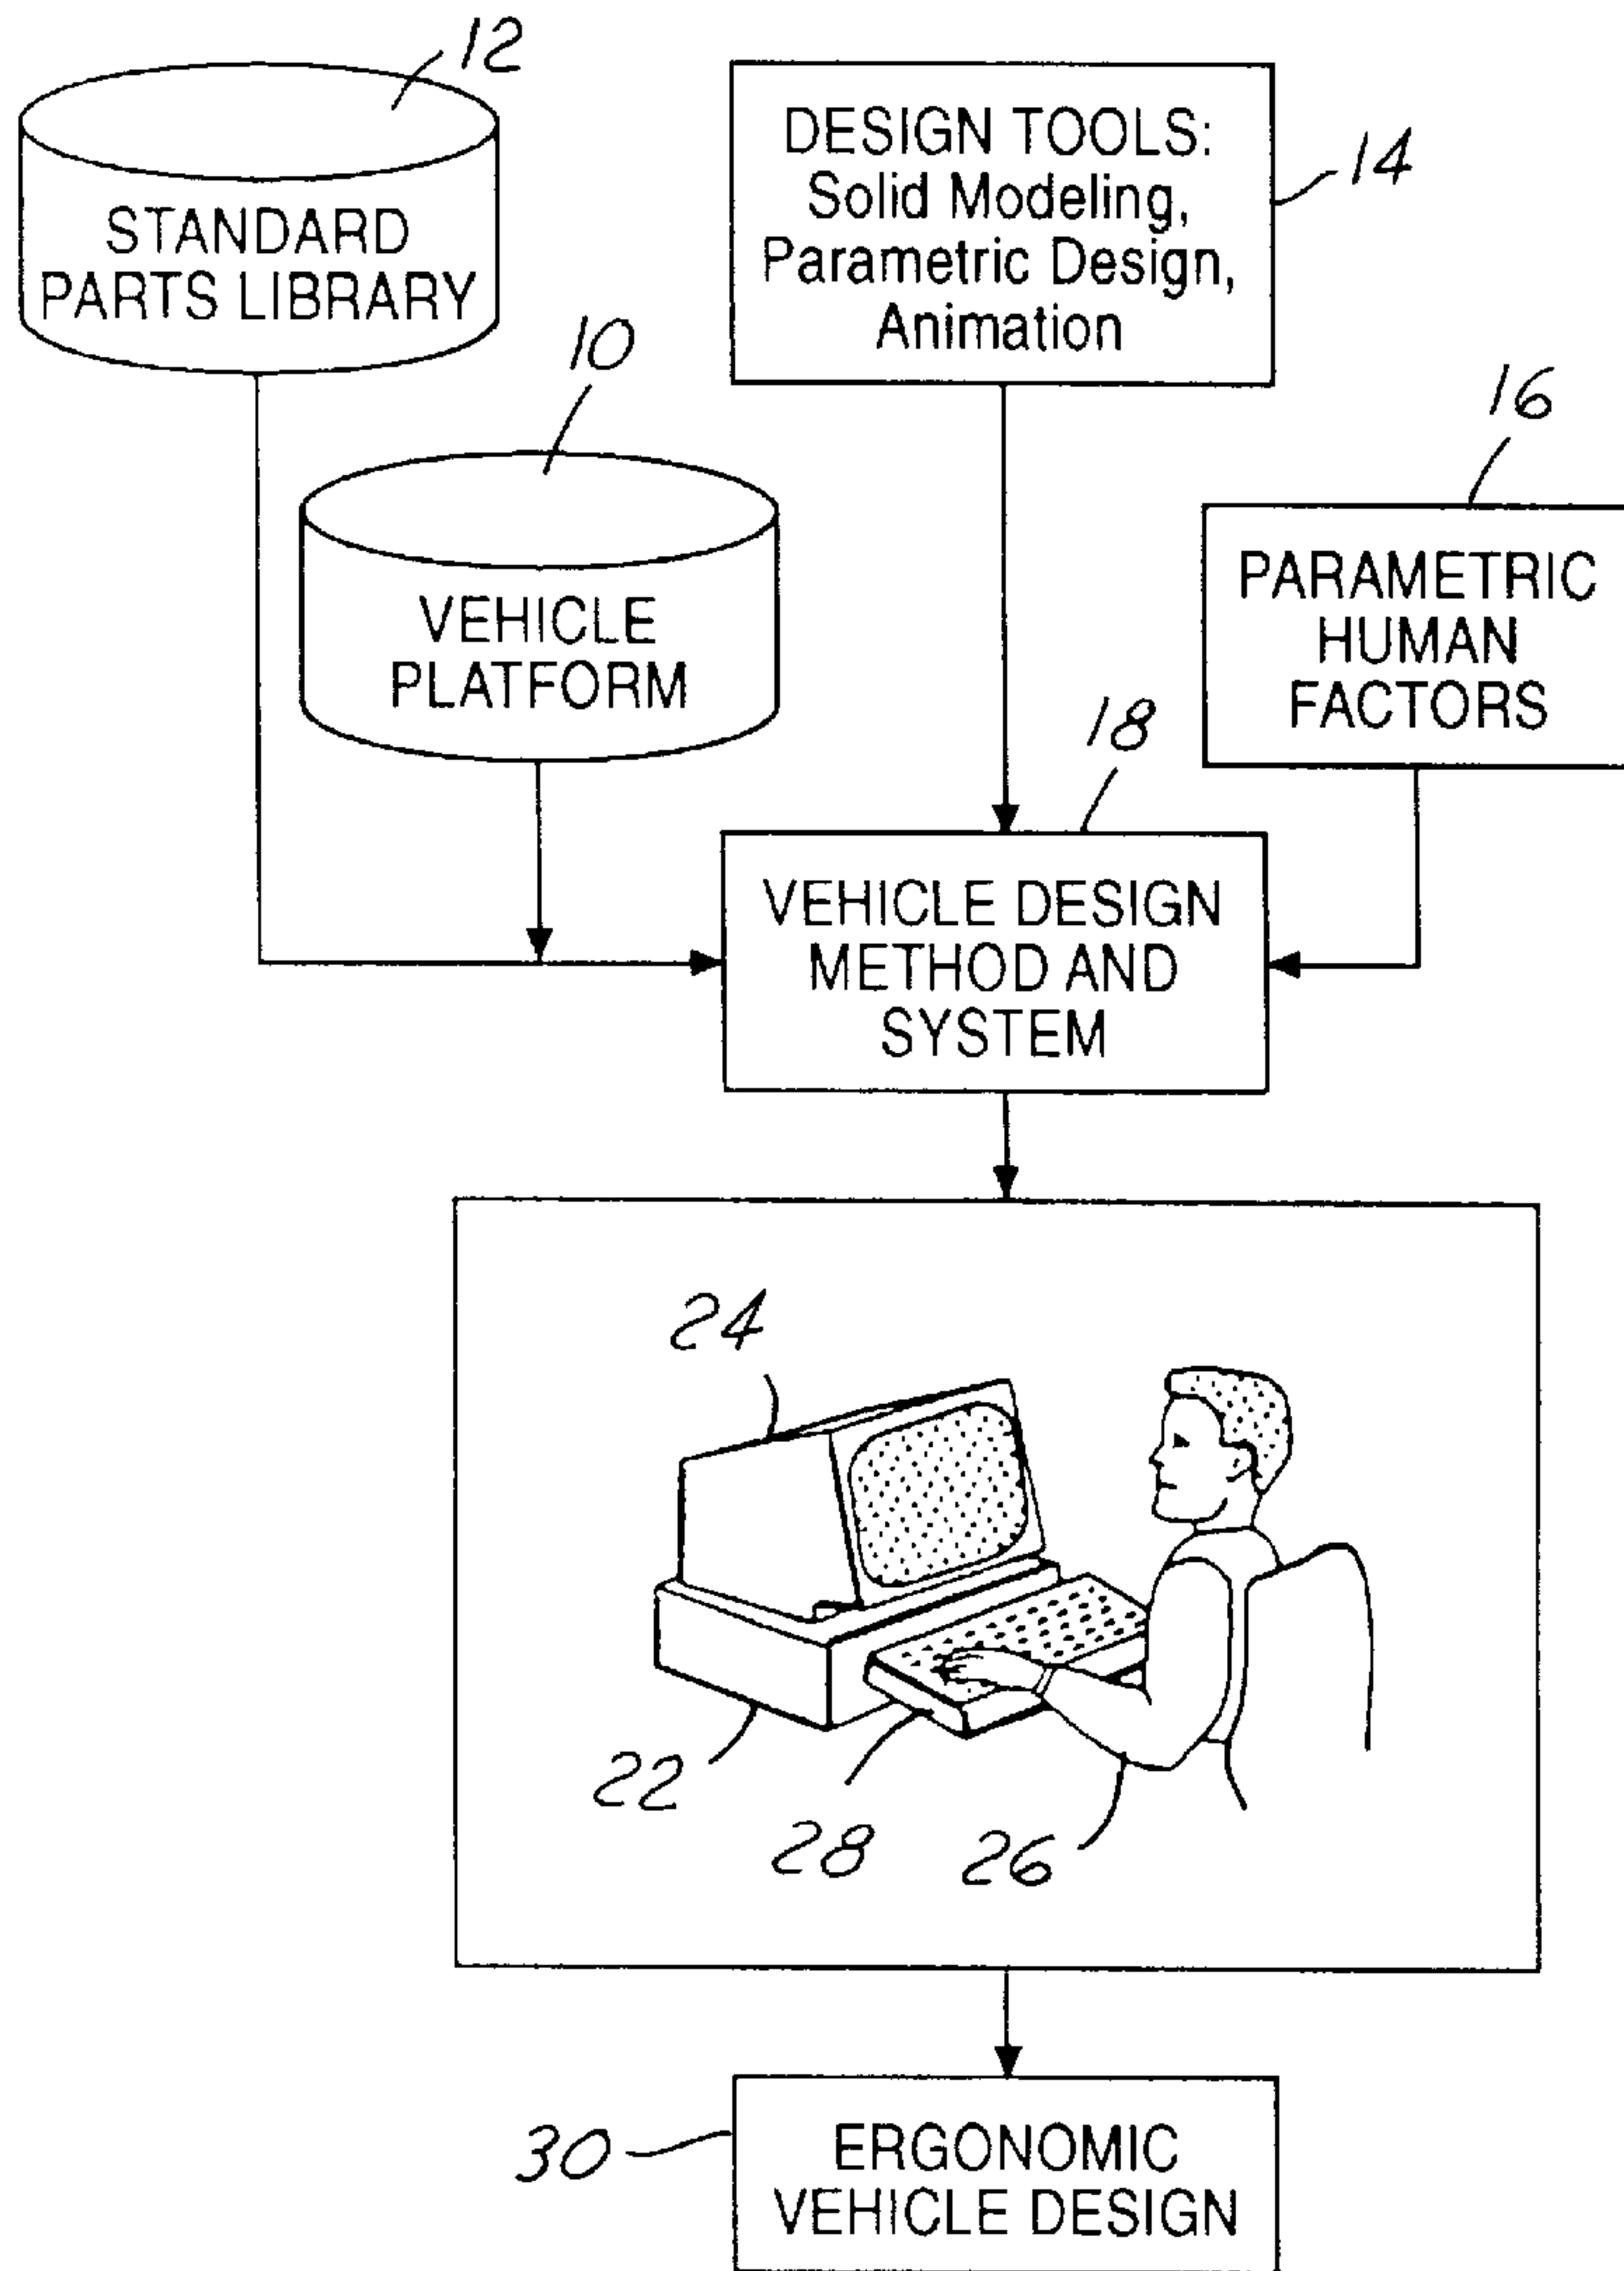 12
STANDARD
PARTS LIBRARY
DESIGN TOOLS:
Solid Modeling,
Parametric Design,
Animation
14
10
VEHICLE
PLATFORM
16
PARAMETRIC
HUMAN
FACTORS
18
VEHICLE DESIGN
METHOD AND
SYSTEM
24
22
28
26
30
ERGONOMIC
VEHICLE DESIGN